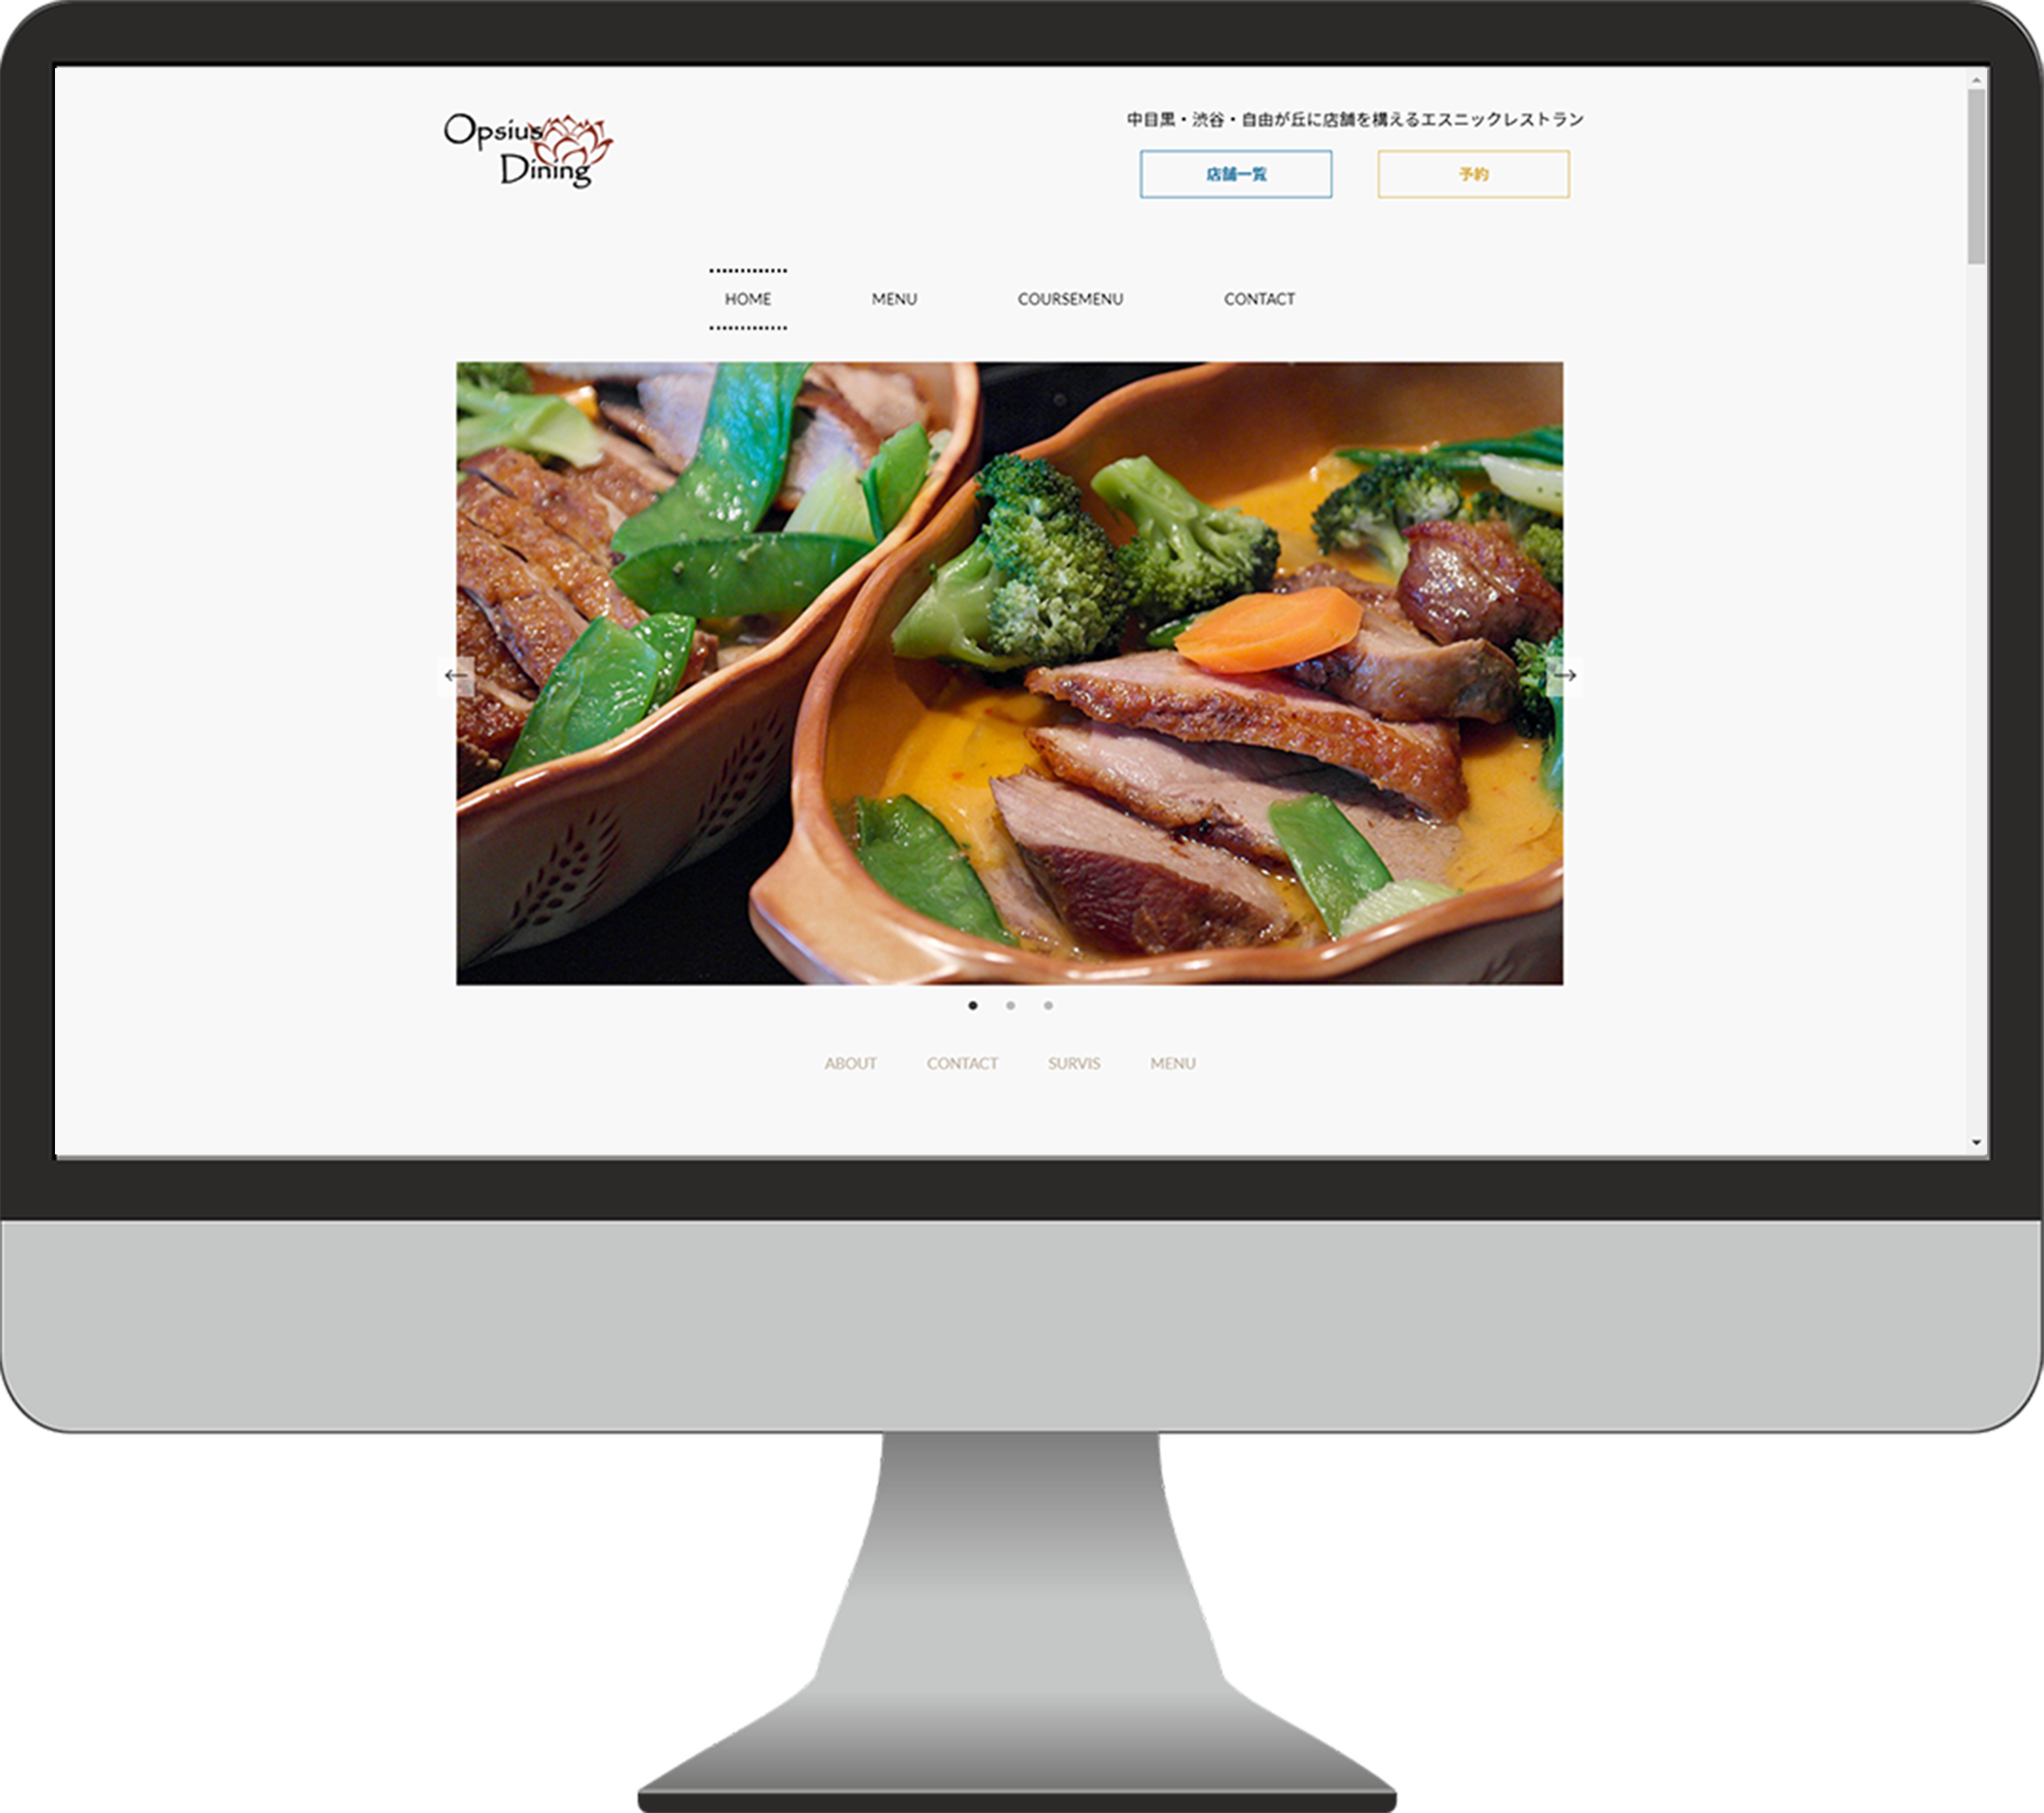 Opsius
Dining
中目黒・渋谷・自由が丘に店舗を構えるエスニックレストラン
店舗一覧
予約
HOME
MENU
COURSEMENU
CONTACT
ABOUT
CONTACT
SURVIS
MENU